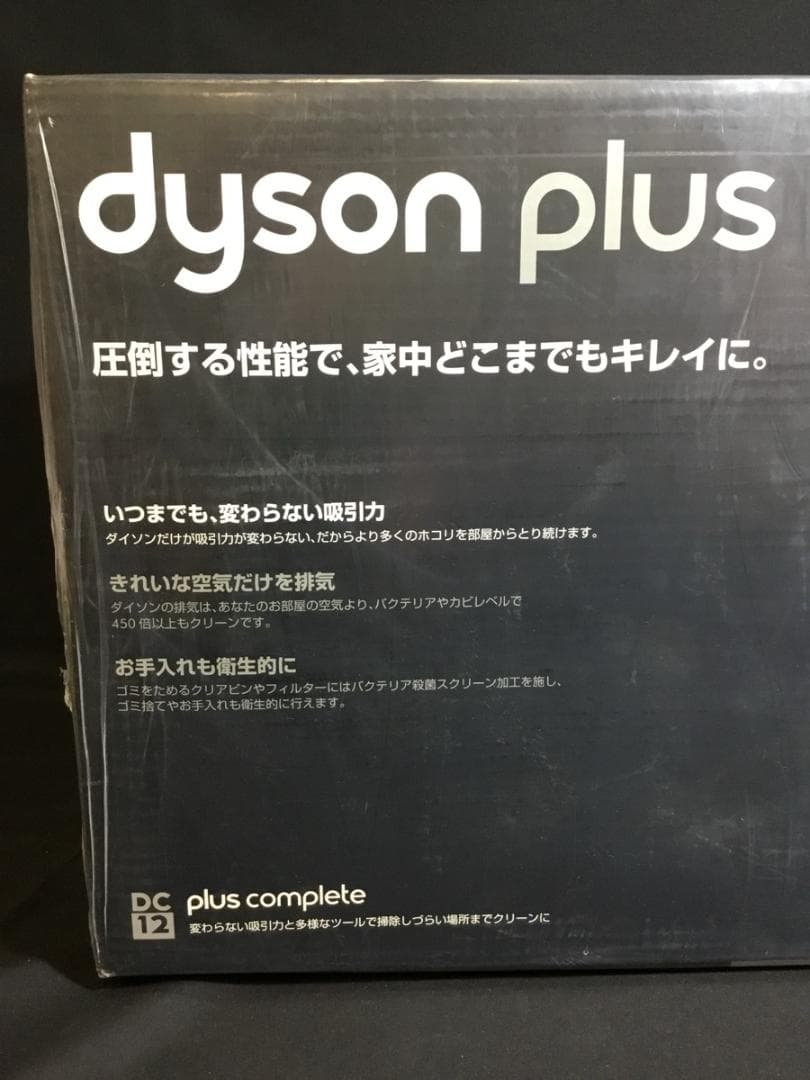 dyson plus
圧倒する性能で、家中どこまでもキレイに。
いつまでも、変わらない吸引力
ダイソンだけが吸引力が変わらない、だからより多くのホコリを部屋からとり続けます。
きれいな空気だけを排気
ダイソンの排気は、あなたのお部屋の空気より、バクテリアやカビレベルで
450 倍以上もクリーンです。
お手入れも衛生的に
ゴミをためるクリアビンやフィルターにはバクテリア殺菌スクリーン加工を施し、
ゴミ捨てやお手入れも衛生的に行えます。
DC 12 plus complete
変わらない吸引力と多様なツールで掃除しづらい場所までクリーンに